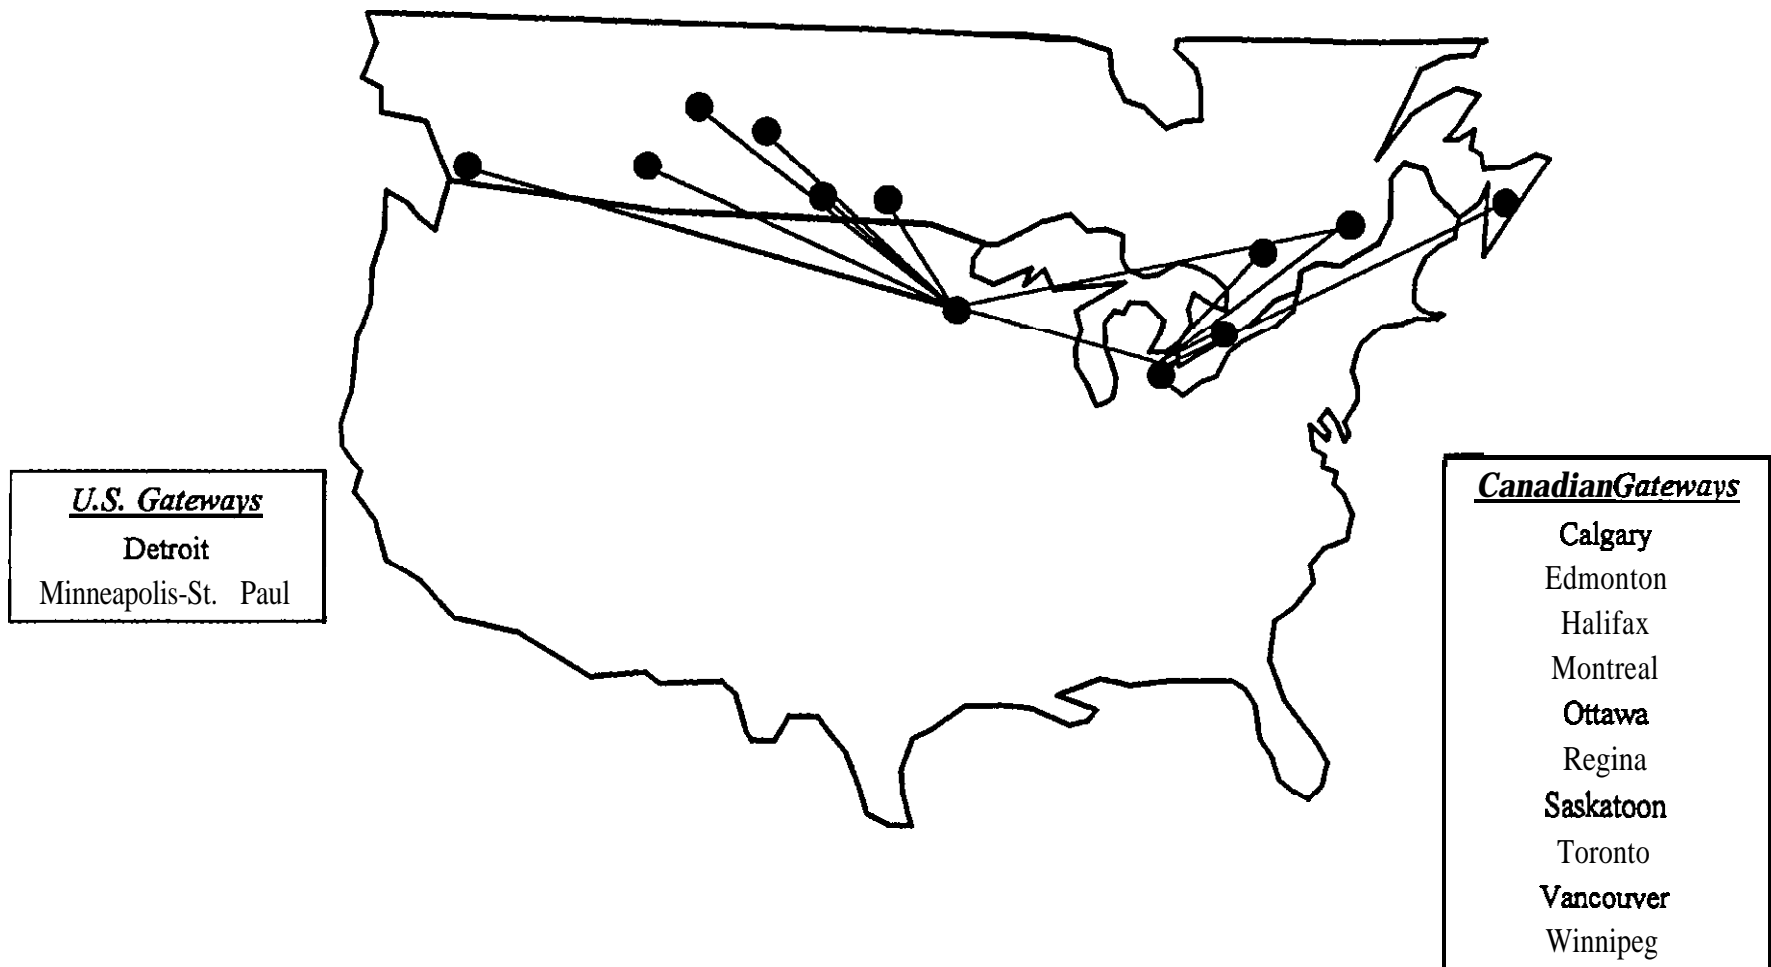 U.S. Gateways
Detroit
Minneapolis-St. Paul
CanadianGateways
Calgary
Edmonton
Halifax
Montreal
Ottawa
Regina
Saskatoon
Toronto
Vancouver
Winnipeg